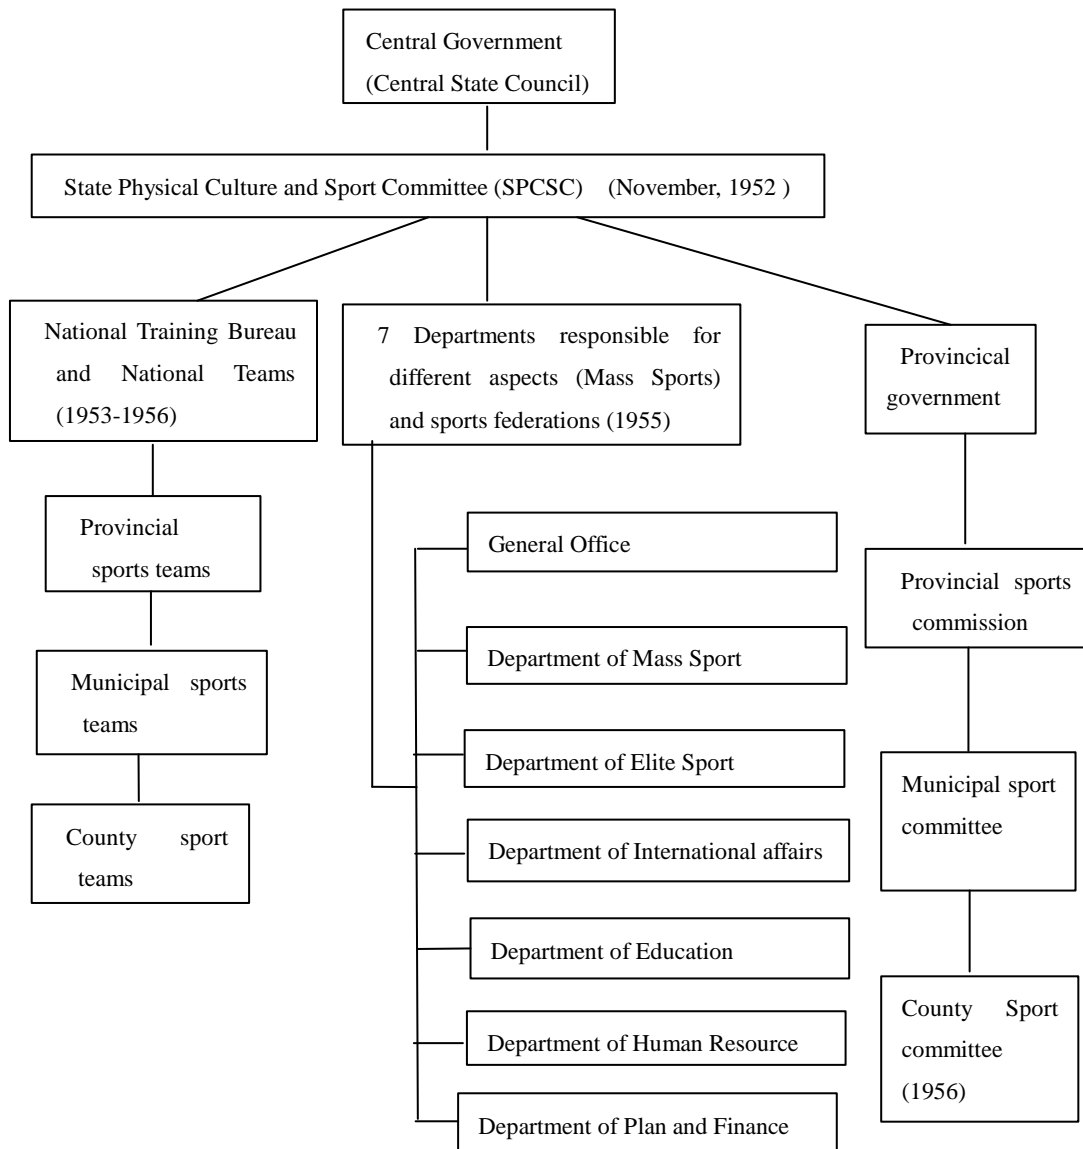 Central Government
(Central State Council)
State Physical Culture and Sport Committee (SPCSC) (November, 1952 )
National Training Bureau
and National Teams
(1953-1956)
7 Departments responsible for
different aspects (Mass Sports)
and sports federations (1955)
Provincical
government
Provincial
sports teams
Municipal sports
teams
County sport
teams
General Office
Department of Mass Sport
Department of Elite Sport
Department of International affairs
Department of Education
Department of Human Resource
Department of Plan and Finance
Provincial sports
commission
Municipal sport
committee
County Sport
committee
(1956)